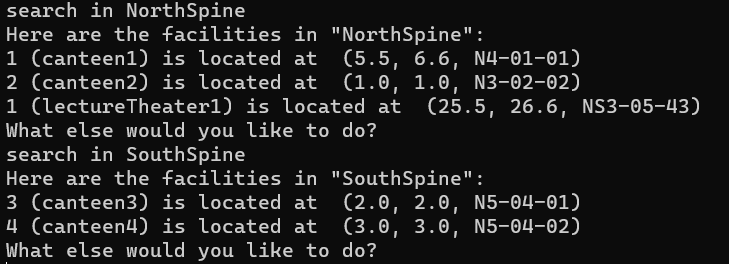 search in NorthSpine
Here are the facilities in "NorthSpine":
1 (canteen1) is located at  (5.5, 6.6, N4-01-01)
2 (canteen2) is located at  (1.0, 1.0, N3-02-02)
1 (lectureTheater1) is located at  (25.5, 26.6, NS3-05-43)
What else would you like to do?
search in SouthSpine
Here are the facilities in "SouthSpine":
3 (canteen3) is located at  (2.0, 2.0, N5-04-01)
4 (canteen4) is located at  (3.0, 3.0, N5-04-02)
What else would you like to do?